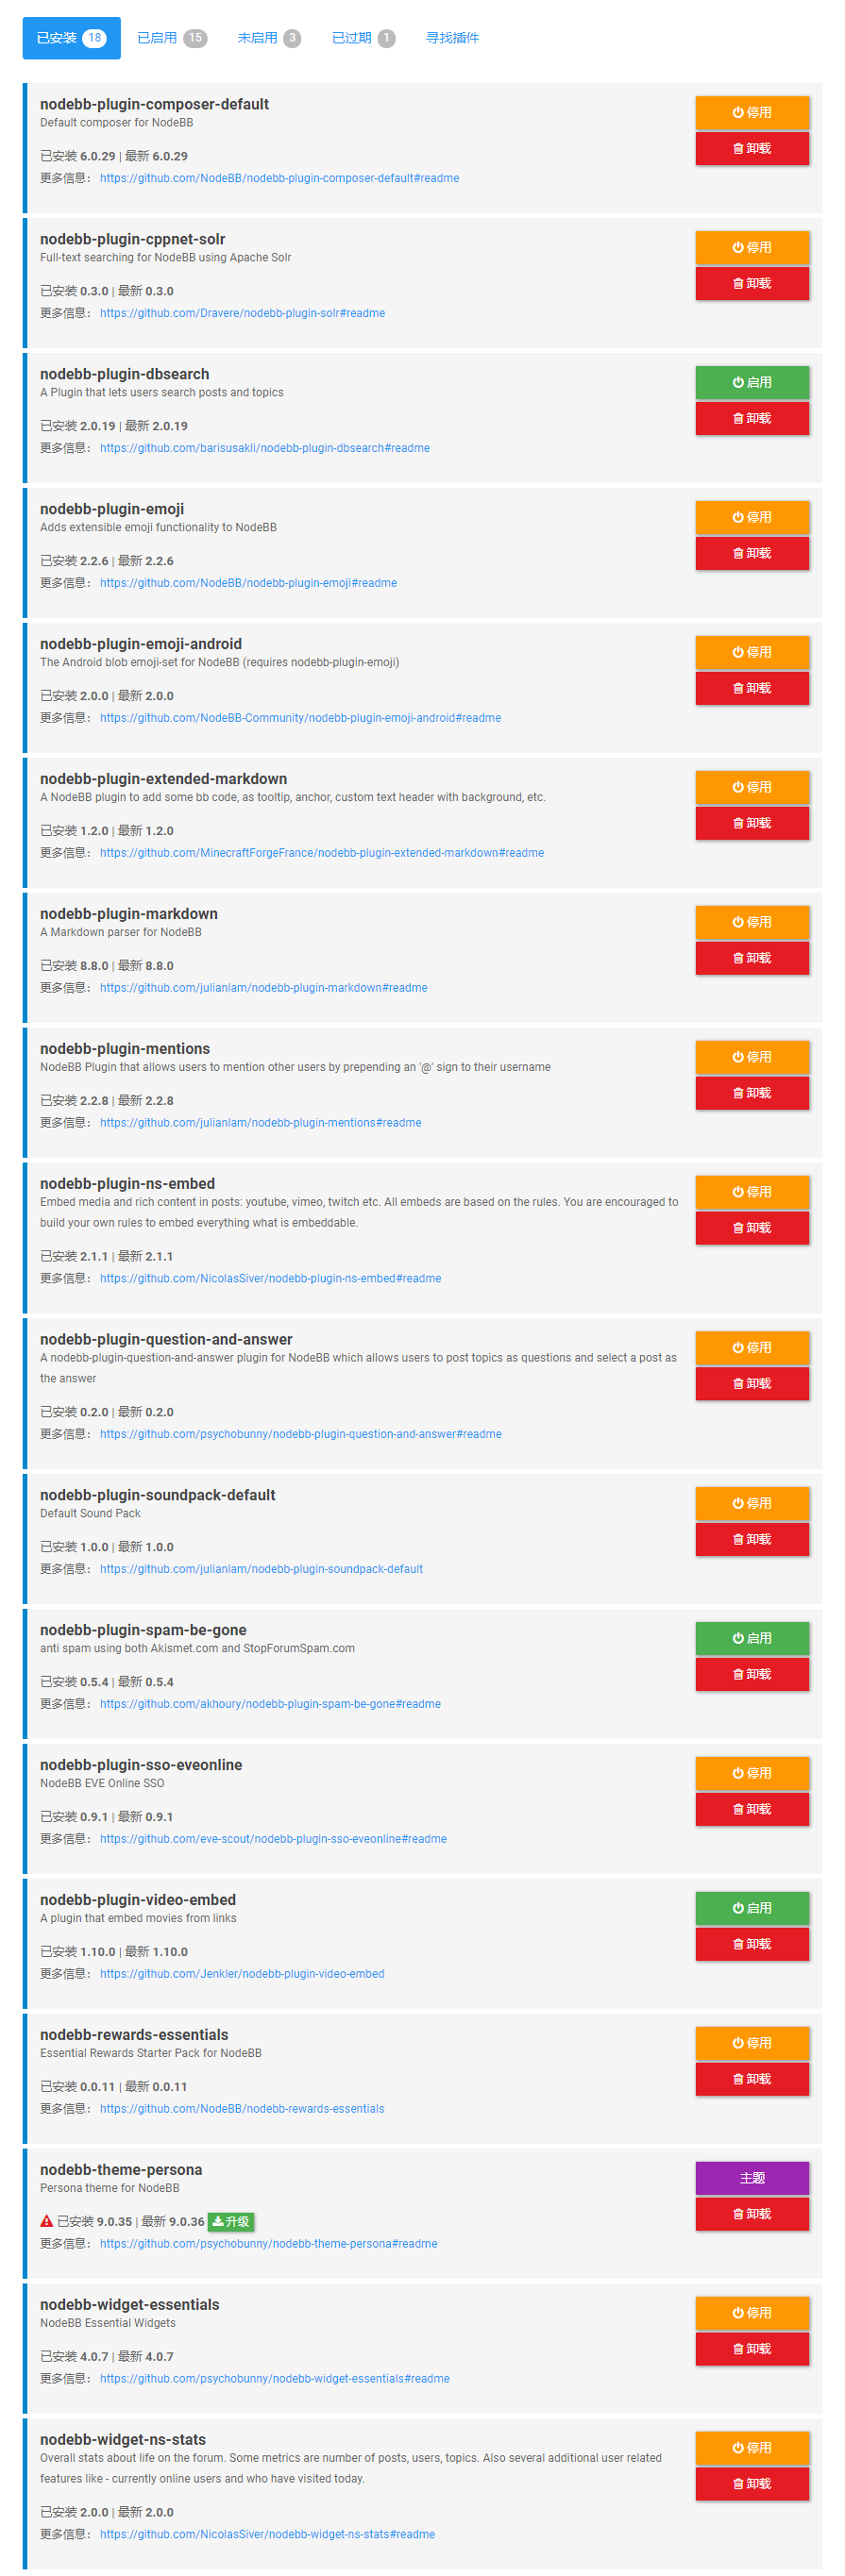 已安装 18 已启用 15 未启用 3 已过期 1 寻找插件
nodebb-plugin-composer-default
Default composer for NodeBB
停用
卸载
已安装 6.0.29 | 最新 6.0.29
更多信息： https://github.com/NodeBB/nodebb-plugin-composer-default#readme
nodebb-plugin-cppnet-solr
Full-text searching for NodeBB using Apache Solr
停用
卸载
已安装 0.3.0 | 最新 0.3.0
更多信息： https://github.com/Dravere/nodebb-plugin-solr#readme
nodebb-plugin-dbsearch
A Plugin that lets users search posts and topics
启用
卸载
已安装 2.0.19 | 最新 2.0.19
更多信息： https://github.com/barisusakli/nodebb-plugin-dbsearch#readme
nodebb-plugin-emoji
Adds extensible emoji functionality to NodeBB
停用
卸载
已安装 2.2.6 | 最新 2.2.6
更多信息： https://github.com/NodeBB/nodebb-plugin-emoji#readme
nodebb-plugin-emoji-android
The Android blob emoji-set for NodeBB (requires nodebb-plugin-emoji)
停用
卸载
已安装 2.0.0 | 最新 2.0.0
更多信息： https://github.com/NodeBB-Community/nodebb-plugin-emoji-android#readme
nodebb-plugin-extended-markdown
A NodeBB plugin to add some bb code, as tooltip, anchor, custom text header with background, etc.
停用
卸载
已安装 1.2.0 | 最新 1.2.0
更多信息： https://github.com/MinecraftForgeFrance/nodebb-plugin-extended-markdown#readme
nodebb-plugin-markdown
A Markdown parser for NodeBB
停用
卸载
已安装 8.8.0 | 最新 8.8.0
更多信息： https://github.com/julianlam/nodebb-plugin-markdown#readme
nodebb-plugin-mentions
NodeBB Plugin that allows users to mention other users by prepending an '@' sign to their username
停用
卸载
已安装 2.2.8 | 最新 2.2.8
更多信息： https://github.com/julianlam/nodebb-plugin-mentions#readme
nodebb-plugin-ns-embed
Embed media and rich content in posts: youtube, vimeo, twitch etc. All embeds are based on the rules. You are encouraged to
build your own rules to embed everything what is embeddable.
停用
卸载
已安装 2.1.1 | 最新 2.1.1
更多信息： https://github.com/NicolasSiver/nodebb-plugin-ns-embed#readme
nodebb-plugin-question-and-answer
A nodebb-plugin-question-and-answer plugin for NodeBB which allows users to post topics as questions and select a post as
the answer
停用
卸载
已安装 0.2.0 | 最新 0.2.0
更多信息： https://github.com/psychobunny/nodebb-plugin-question-and-answer#readme
nodebb-plugin-soundpack-default
Default Sound Pack
停用
卸载
已安装 1.0.0 | 最新 1.0.0
更多信息： https://github.com/julianlam/nodebb-plugin-soundpack-default
nodebb-plugin-spam-be-gone
anti spam using both Akismet.com and StopForumSpam.com
启用
卸载
已安装 0.5.4 | 最新 0.5.4
更多信息： https://github.com/akhoury/nodebb-plugin-spam-be-gone#readme
nodebb-plugin-sso-eveonline
NodeBB EVE Online SSO
停用
卸载
已安装 0.9.1 | 最新 0.9.1
更多信息： https://github.com/eve-scout/nodebb-plugin-sso-eveonline#readme
nodebb-plugin-video-embed
A plugin that embed movies from links
启用
卸载
已安装 1.10.0 | 最新 1.10.0
更多信息： https://github.com/Jenkler/nodebb-plugin-video-embed
nodebb-rewards-essentials
Essential Rewards Starter Pack for NodeBB
停用
卸载
已安装 0.0.11 | 最新 0.0.11
更多信息： https://github.com/NodeBB/nodebb-rewards-essentials
nodebb-theme-persona
Persona theme for NodeBB
主题
卸载
已安装 9.0.35 | 最新 9.0.36 升级
更多信息： https://github.com/psychobunny/nodebb-theme-persona#readme
nodebb-widget-essentials
NodeBB Essential Widgets
停用
卸载
已安装 4.0.7 | 最新 4.0.7
更多信息： https://github.com/psychobunny/nodebb-widget-essentials#readme
nodebb-widget-ns-stats
Overall stats about life on the forum. Some metrics are number of posts, users, topics. Also several additional user related
features like - currently online users and who have visited today.
停用
卸载
已安装 2.0.0 | 最新 2.0.0
更多信息： https://github.com/NicolasSiver/nodebb-widget-ns-stats#readme